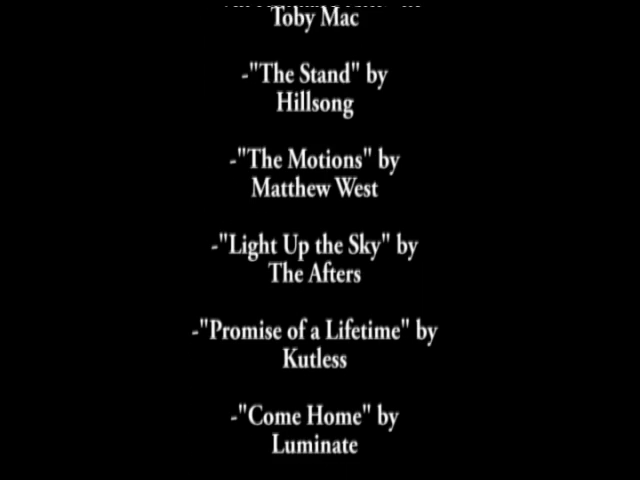 Toby Mac
-"The Stand" by
Hillsong
-"The Motions" by
Matthew West
-"Light Up the Sky" by
The Afters
-"Promise of a Lifetime" by
Kutless
-"Come Home" by
Luminate